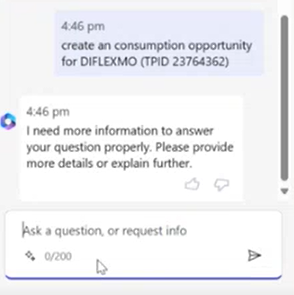 4:46 pm
create an consumption opportunity
for DIFLEXMO (TPID 23764362)
4:46 pm
I need more information to answer
your question properly. Please provide
more details or explain further.
Ask a question, or request info
0/200